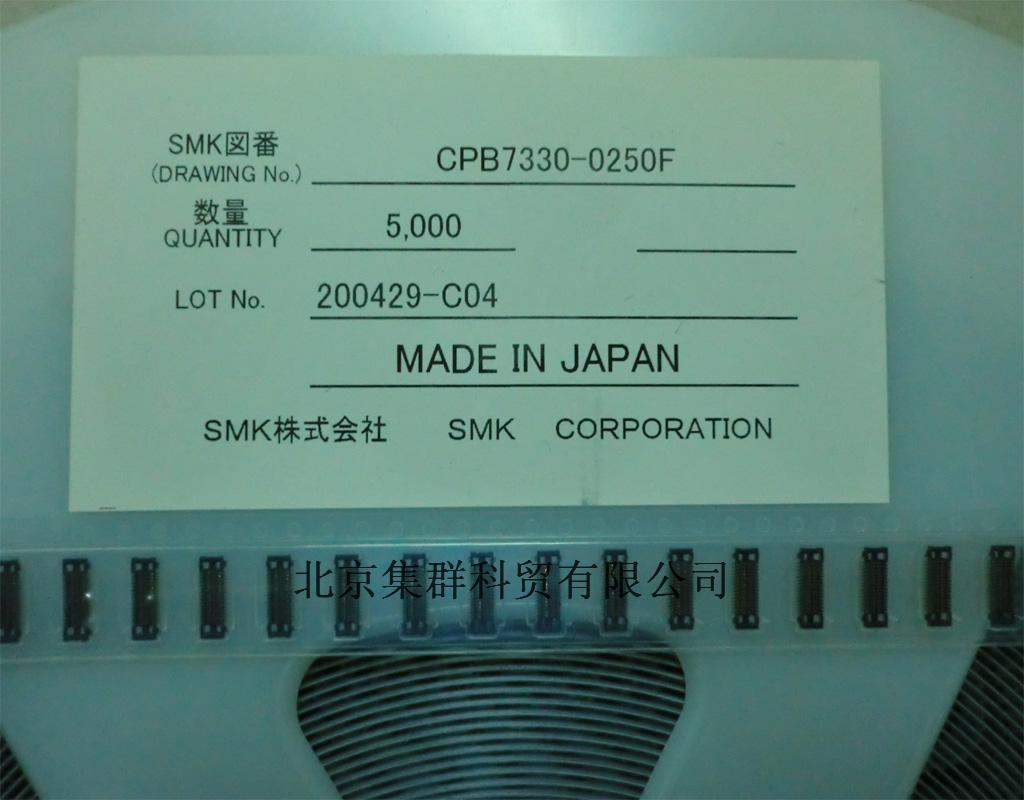 SMK図番
(DRAWING No.)
CPB7330-0250F
数量
QUANTITY
5,000
LOT No.
200429-C04
MADE IN JAPAN
SMK株式会社 SMK CORPORATION
北京集群科贸有限公司